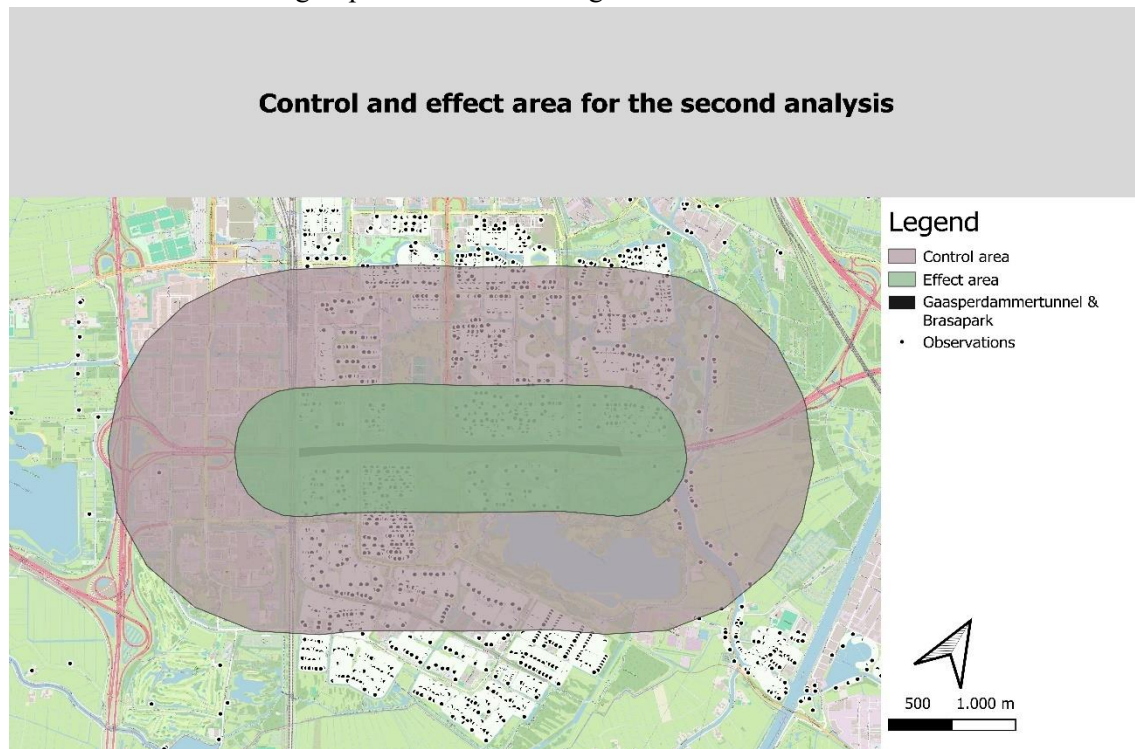 Control and effect area for the second analysis
Legend
Control area
Effect area
Gaasperdammertunnel &
Brasapark
Observations
500 1.000 m